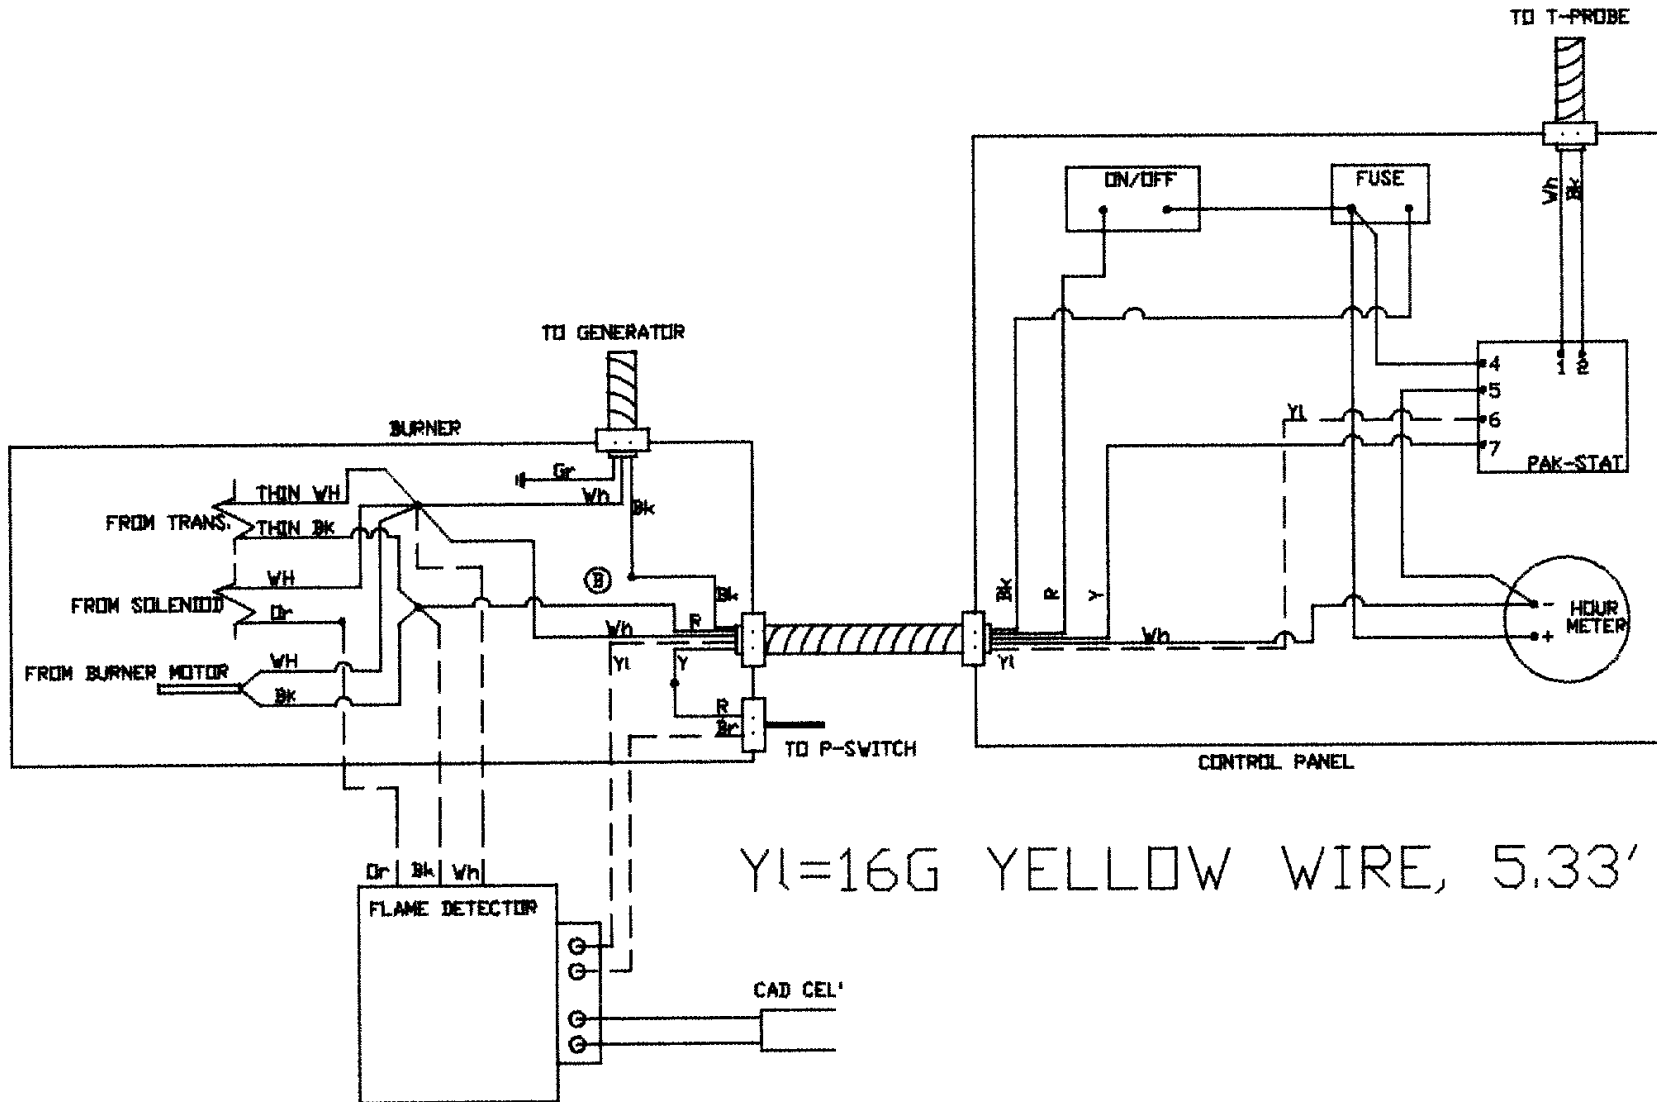 TO T-PROBE
ON/OFF
FUSE
Wh
Bk
TO GENERATOR
1 2
4
5
6
7
Yl
PAK-STAT
BURNER
Gr
Wh
Bk
THIN WH
FROM TRANS.
THIN Bk
B
WH
FROM SOLENIOD
Or
Bk
R
Wh
Yl
Y
Bk
R
Y
Wh
Yl
-
HOUR
METER
+
WH
FROM BURNER MOTOR
Bk
R
Br
TO P-SWITCH
CONTROL PANEL
Or
Bk
Wh
FLAME DETECTOR
Yl=16G YELLOW WIRE, 5.33'
CAD CEL'